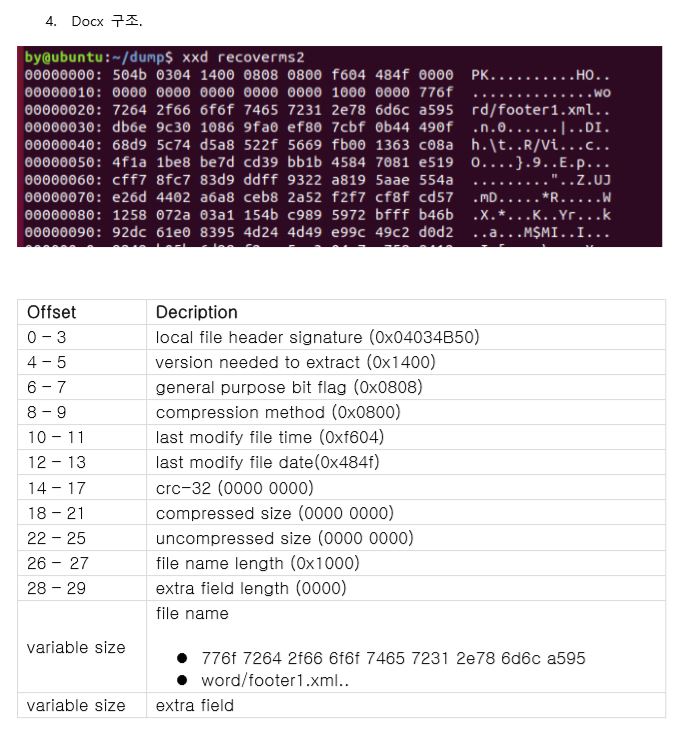 4. Docx 구조.
by@ubuntu:~/dump$ xxd recoverms2
00000000: 504b 0304 1400 0808 0800 f604 484f 0000  PK..........HO..
00000010: 0000 0000 0000 0000 0000 1000 0000 776f  ..............wo
00000020: 7264 2f66 6f6f 7465 7231 2e78 6d6c a595  rd/footer1.xml..
00000030: db6e 9c30 1086 9fa0 ef80 7cbf 0b44 490f  .n.0......|..DI.
00000040: 68d9 5c74 d5a8 522f 5669 fb00 1363 c08a  h.\t..R/Vi...c..
00000050: 4f1a 1be8 be7d cd39 bb1b 4584 7081 e519  O....}.9..E.p...
00000060: cff7 8fc7 83d9 ddff 9322 a819 5aae 554a  ........."..Z.UJ
00000070: e26d 4402 a6a8 ceb8 2a52 f2f7 cf8f cd57  .mD.....*R.....W
00000080: 1258 072a 03a1 154b c989 5972 bfff b46b  .X.*...K..Yr...k
00000090: 92dc 61e0 8395 4d24 4d49 e99c 49c2 d0d2  ..a...M$MI..I...
Offset Decription
0 – 3 local file header signature (0x04034B50)
4 – 5 version needed to extract (0x1400)
6 – 7 general purpose bit flag (0x0808)
8 – 9 compression method (0x0800)
10 – 11 last modify file time (0xf604)
12 – 13 last modify file date(0x484f)
14 – 17 crc-32 (0000 0000)
18 – 21 compressed size (0000 0000)
22 – 25 uncompressed size (0000 0000)
26 – 27 file name length (0x1000)
28 – 29 extra field length (0000)
variable size file name
● 776f 7264 2f66 6f6f 7465 7231 2e78 6d6c a595
● word/footer1.xml..
variable size extra field